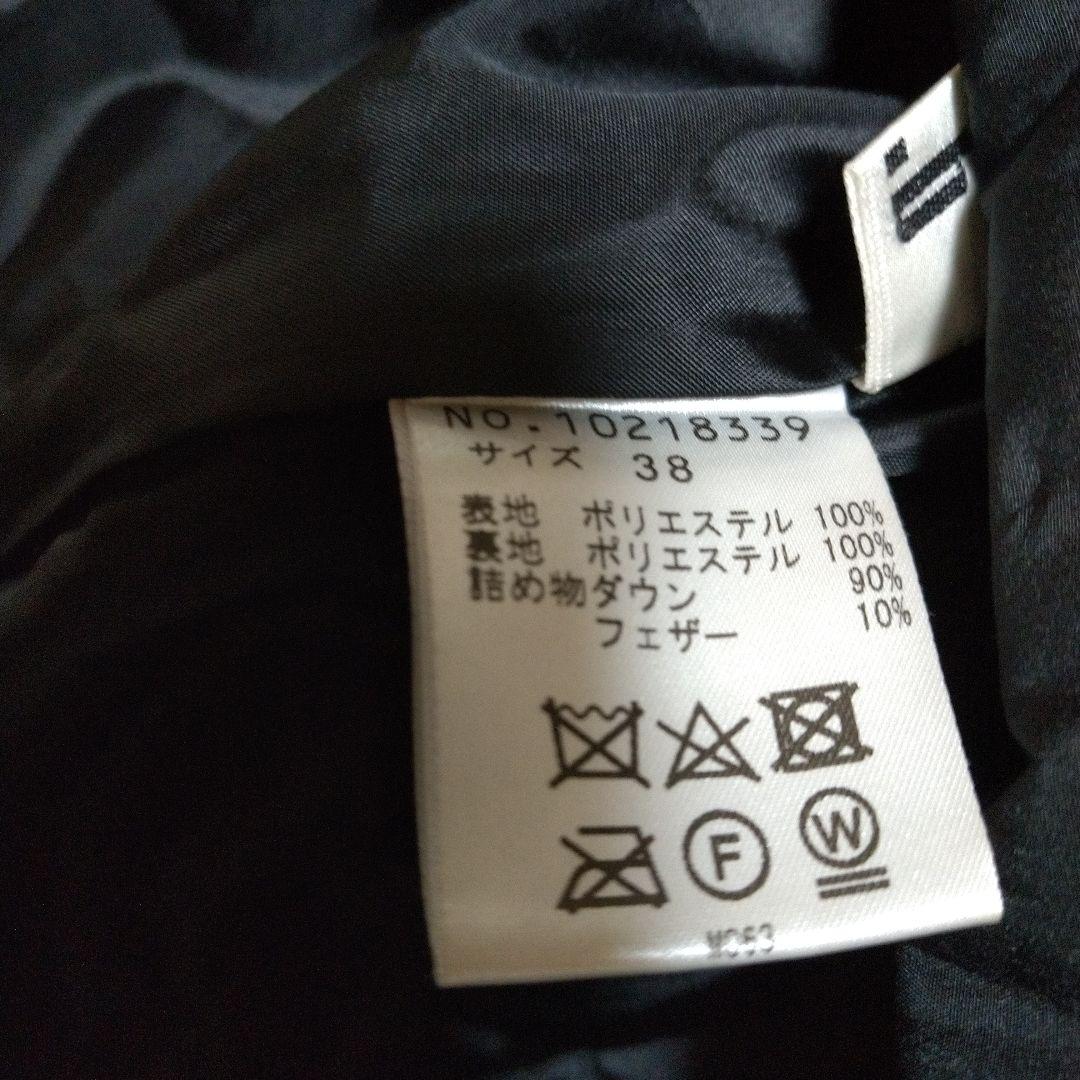 NO.10218339
サイズ 38
表地 ポリエステル 100%
裏地 ポリエステル 100%
詰め物ダウン 90%
フェザー 10%
F
W